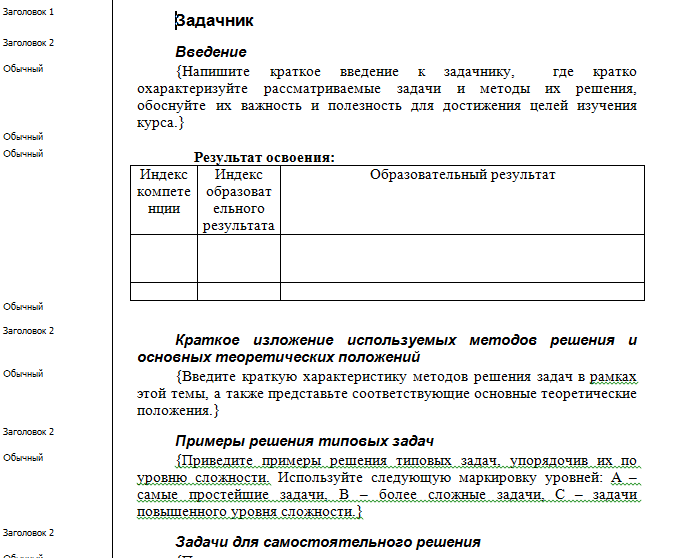 Заголовок 1
Задачник
Заголовок 2
Введение
Обычный
{Напишите краткое введение к задачнику, где кратко
охарактеризуйте рассматриваемые задачи и методы их решения,
обоснуйте их важность и полезность для достижения целей изучения
курса.}
Обычный
Обычный
Результат освоения:
Индекс
компете
нции
Индекс
образоват
ельного
результата
Образовательный результат
Обычный
Заголовок 2
Краткое изложение используемых методов решения и
основных теоретических положений
Обычный
{Введите краткую характеристику методов решения задач в рамках
этой темы, а также представьте соответствующие основные теоретические
положения.}
Заголовок 2
Примеры решения типовых задач
Обычный
{Приведите примеры решения типовых задач, упорядочив их по
уровню сложности. Используйте следующую маркировку уровней: А –
самые простейшие задачи, В – более сложные задачи, С – задачи
повышенного уровня сложности.}
Заголовок 2
Задачи для самостоятельного решения